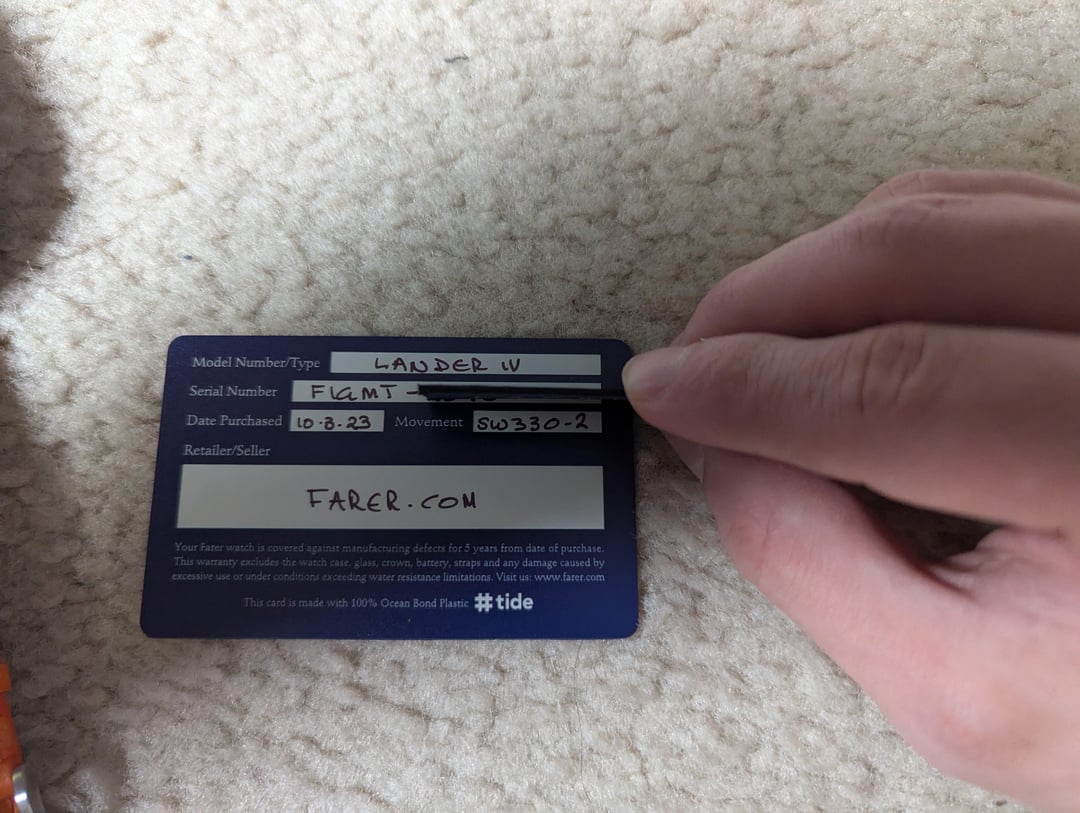 Model Number/Type LANDER IV
Serial Number FIGMT -
Date Purchased 10.3.23 Movement SW330-2
Retailer/Seller
FARER.COM
Your Farer watch is covered against manufacturing defects for 5 years from date of purchase.
This warranty excludes the watch case, glass, crown, battery, straps and any damage caused by
excessive use or under conditions exceeding water resistance limitations. Visit us: www.farer.com
This card is made with 100% Ocean Bond Plastic #tide